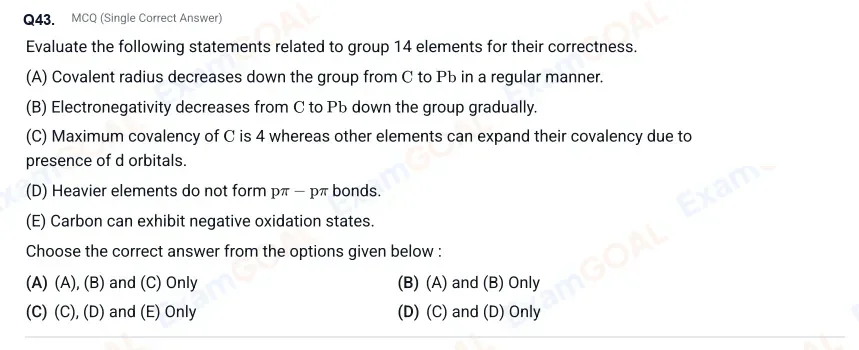 Q43. MCQ (Single Correct Answer)
Evaluate the following statements related to group 14 elements for their correctness.
(A) Covalent radius decreases down the group from C to Pb in a regular manner.
(B) Electronegativity decreases from C to Pb down the group gradually.
(C) Maximum covalency of C is 4 whereas other elements can expand their covalency due to
presence of d orbitals.
(D) Heavier elements do not form pπ − pπ bonds.
(E) Carbon can exhibit negative oxidation states.
Choose the correct answer from the options given below :
(A) (A), (B) and (C) Only (B) (A) and (B) Only
(C) (C), (D) and (E) Only (D) (C) and (D) Only